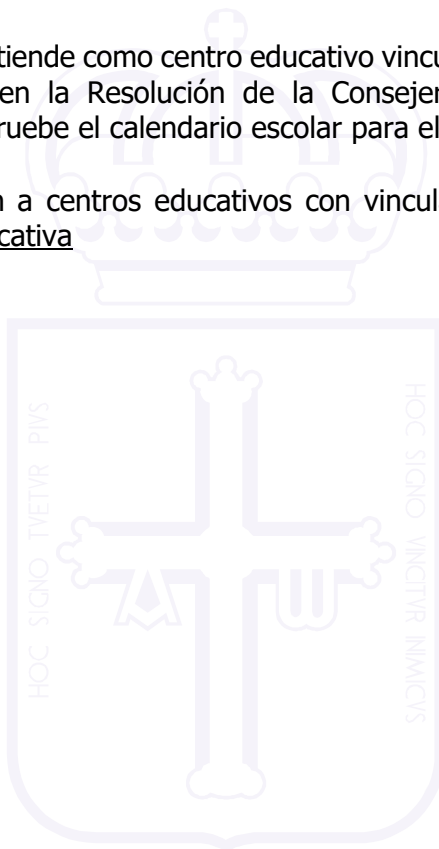 tiende como centro educativo vincu
en la Resolución de la Consejer
ruebe el calendario escolar para el
a centros educativos con vincul
cativa
HOC SIGNO TVETVR PIVS
HOC SIGNO VINCITVR INIMICVS